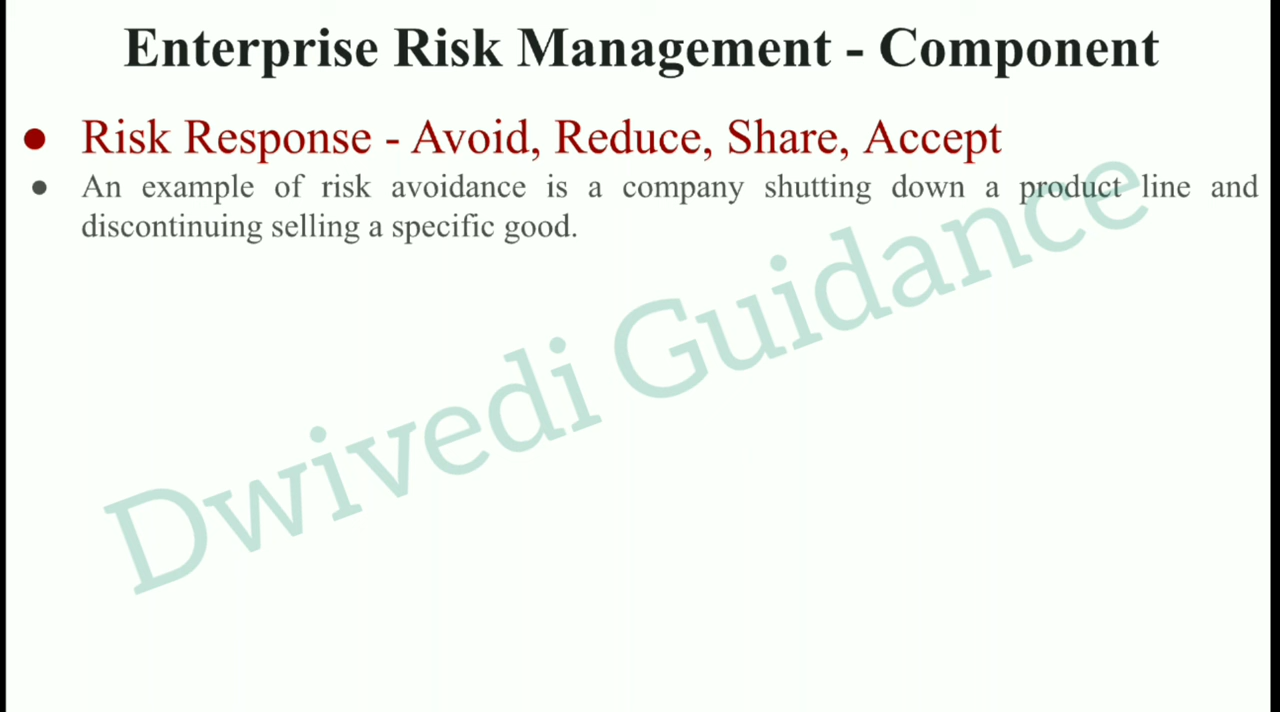 Enterprise Risk Management - Component
● Risk Response - Avoid, Reduce, Share, Accept
● An example of risk avoidance is a company shutting down a product line and
discontinuing selling a specific good.
Dwivedi Guidance